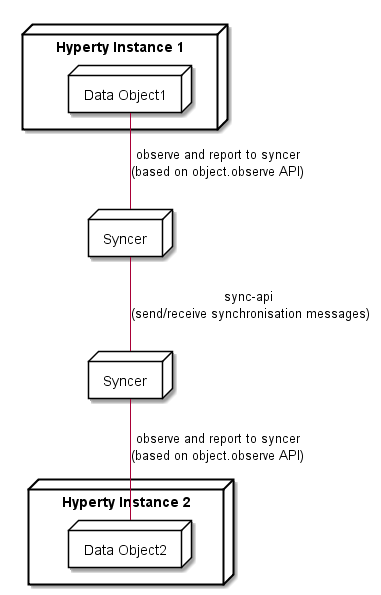 Hyperty Instance 1
Data Object1
observe and report to syncer
(based on object.observe API)
Syncer
sync-api
(send/receive synchronisation messages)
Syncer
observe and report to syncer
(based on object.observe API)
Hyperty Instance 2
Data Object2